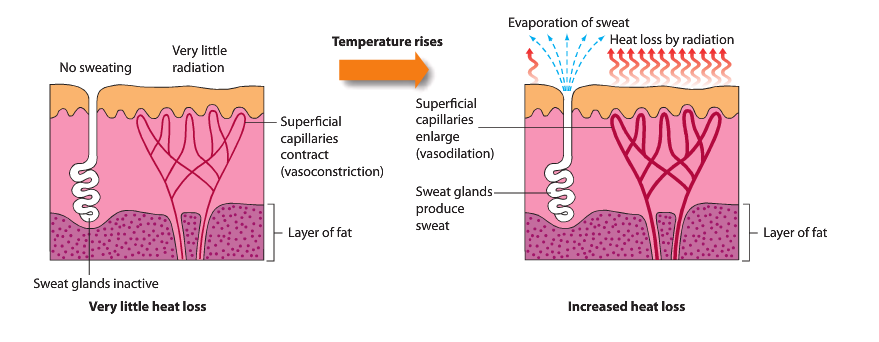 Evaporation of sweat
Very little
radiation
Temperature rises
Heat loss by radiation
No sweating
Superficial
capillaries
contract
(vasoconstriction)
Superficial
capillaries
enlarge
(vasodilation)
Sweat glands
produce
sweat
Layer of fat
Layer of fat
Sweat glands inactive
Very little heat loss
Increased heat loss